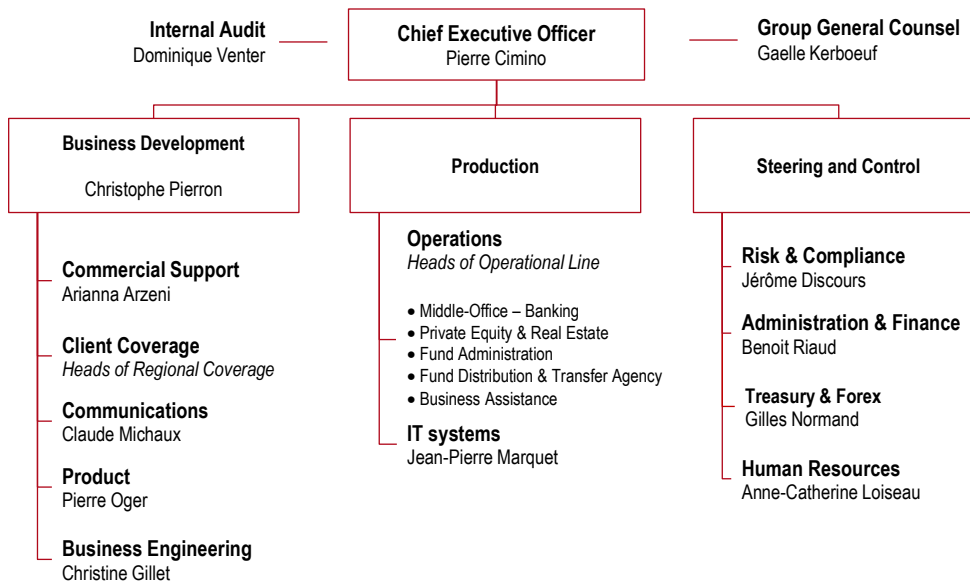 Internal Audit
Dominique Venter
Chief Executive Officer
Pierre Cimino
Group General Counsel
Gaelle Kerboeuf
Business Development
Christophe Pierron
Production
Steering and Control
Commercial Support
Arianna Arzeni
Client Coverage
Heads of Regional Coverage
Communications
Claude Michaux
Product
Pierre Oger
Business Engineering
Christine Gillet
Operations
Heads of Operational Line
• Middle-Office – Banking
• Private Equity & Real Estate
• Fund Administration
• Fund Distribution & Transfer Agency
• Business Assistance
IT systems
Jean-Pierre Marquet
Risk & Compliance
Jérôme Discours
Administration & Finance
Benoit Riaud
Treasury & Forex
Gilles Normand
Human Resources
Anne-Catherine Loiseau